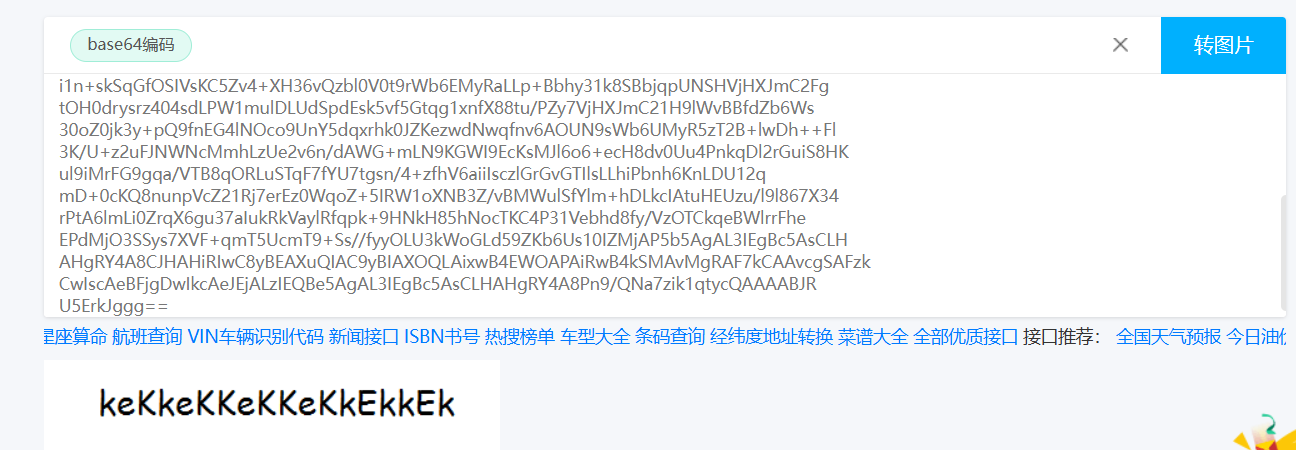 base64编码
转图片
i1n+skSqGfOSIVsKC5Zv4+XH36vQzbl0V0t9rWb6EMyRaLLp+Bbhy31k8SBbjqpUNSHVjHXJmC2Fg
tOH0drysrz404sdLPW1mulDLUdSpdEsk5vf5Gtqg1xnfX88tu/PZy7VjHXJmC21H9lWvBBfdZb6Ws
30oZ0jk3y+pQ9fnEG4lNOco9UnY5dqxrhk0JZKezwdNwqfnv6AOUN9sWb6UMyR5zT2B+lwDh++Fl
3K/U+z2uFJNWNcMmhLzUe2v6n/dAWG+mLN9KGWI9EcKsMJl6o6+ecH8dv0Uu4PnkqDl2rGuiS8HK
ul9iMrFG9gqa/VTB8qORLuSTqF7fYU7tgsn/4+zfhV6aiiIsczlGrGvGTIlsLLhiPbnh6KnLDU12q
mD+0cKQ8nunpVcZ21Rj7erEz0WqoZ+5IRW1oXNB3Z/vBMWulSfYlm+hDLkcIAtuHEUzu/l9l867X34
rPtA6lmLi0ZrqX6gu37aIukRkVaylRfqpk+9HNkH85hNocTKC4P31Vebhd8fy/VzOTCkqeBWlrrFhe
EPdMjO3SSys7XVF+qmT5UcmT9+Ss//fyyOLU3kWoGLd59ZKb6Us10IZMjAP5b5AgAL3IEgBc5AsCLH
AHgRY4A8CJHAHiRIwC8yBEAXuQIAC9yBIAXOQLAixwB4EWOAPAiRwB4kSMAvMgRAF7kCAAvcgSAFzk
CwIscAeBFjgDwIkcAeJEjALzIEQBe5AgAL3IEgBc5AsCLHAHgRY4A8Pn9/QNa7zik1qtycQAAAABJR
U5ErkJggg==
星座算命 航班查询 VIN车辆识别代码 新闻接口 ISBN书号 热搜榜单 车型大全 条码查询 经纬度地址转换 菜谱大全 全部优质接口 接口推荐： 全国天气预报 今日油价
keKkeKKeKKeKkEkkEk